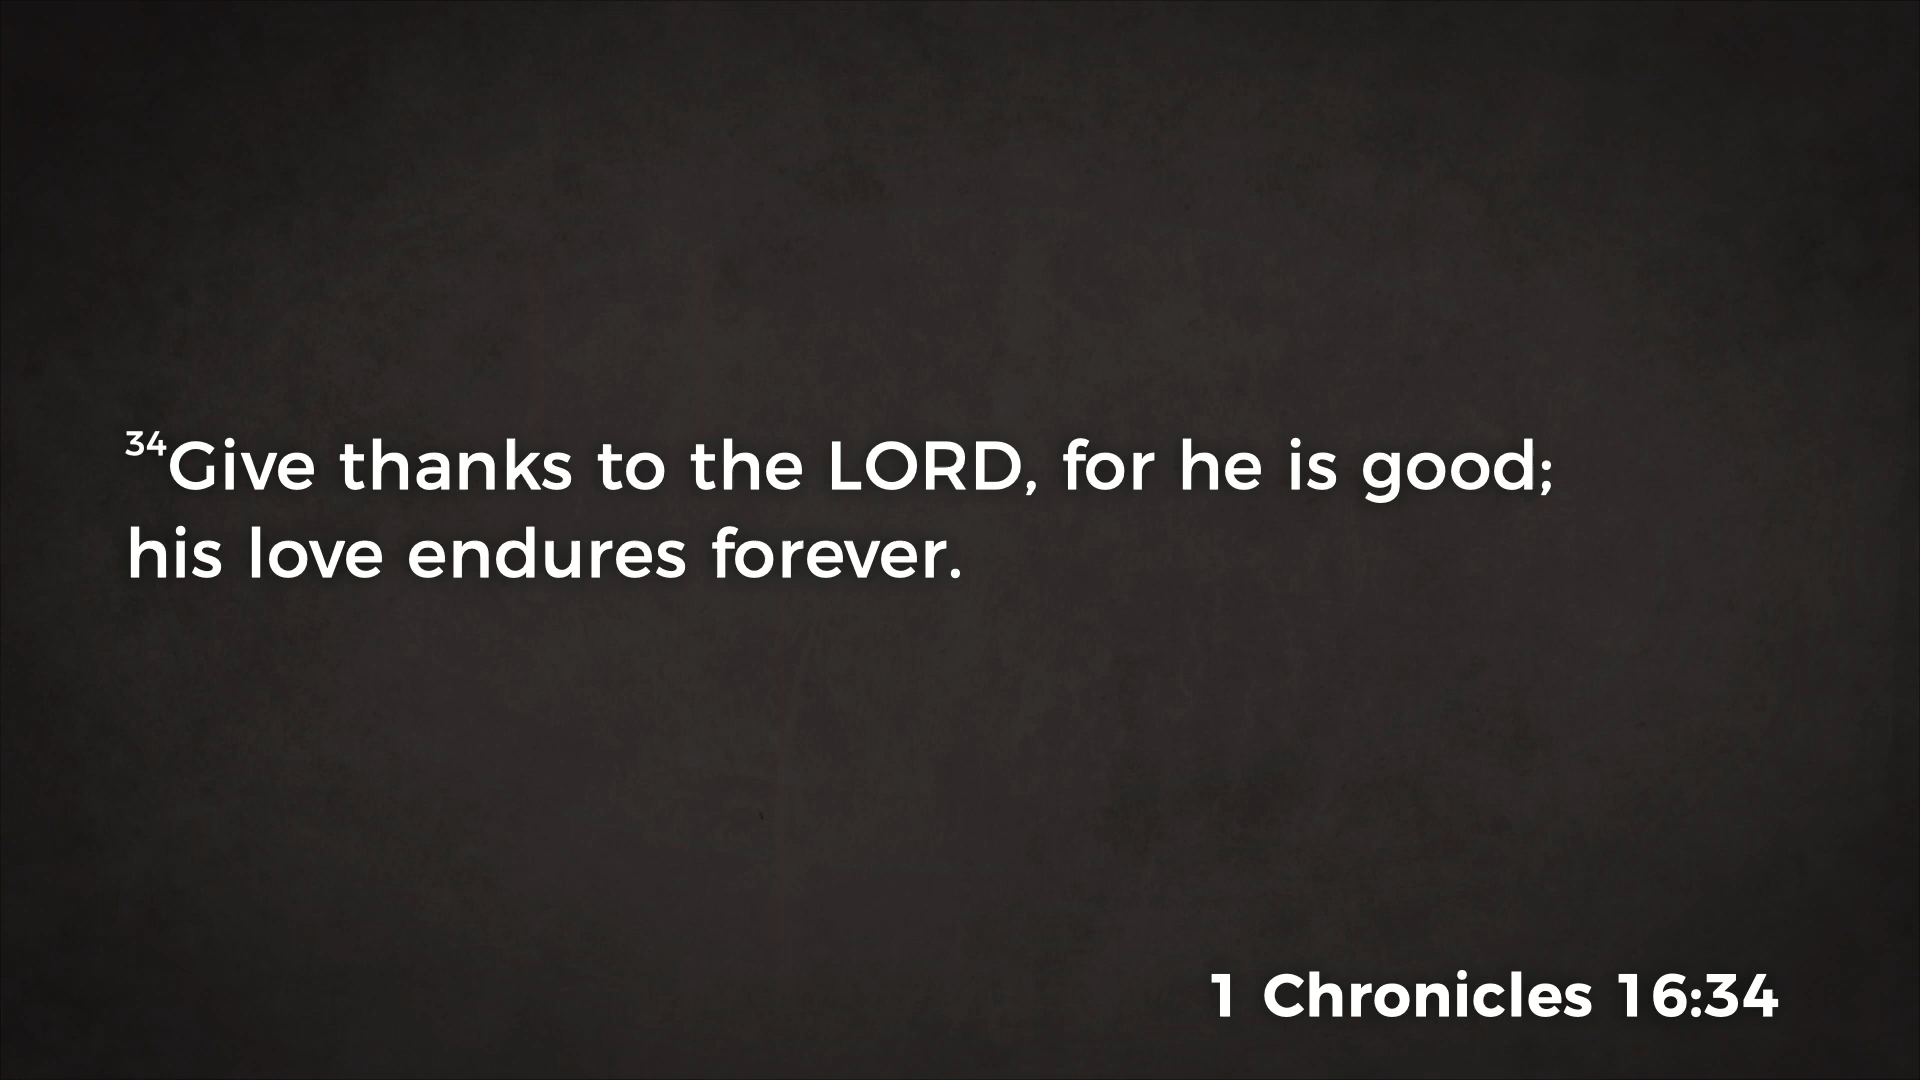 34Give thanks to the LORD, for he is good;
his love endures forever.
1 Chronicles 16:34